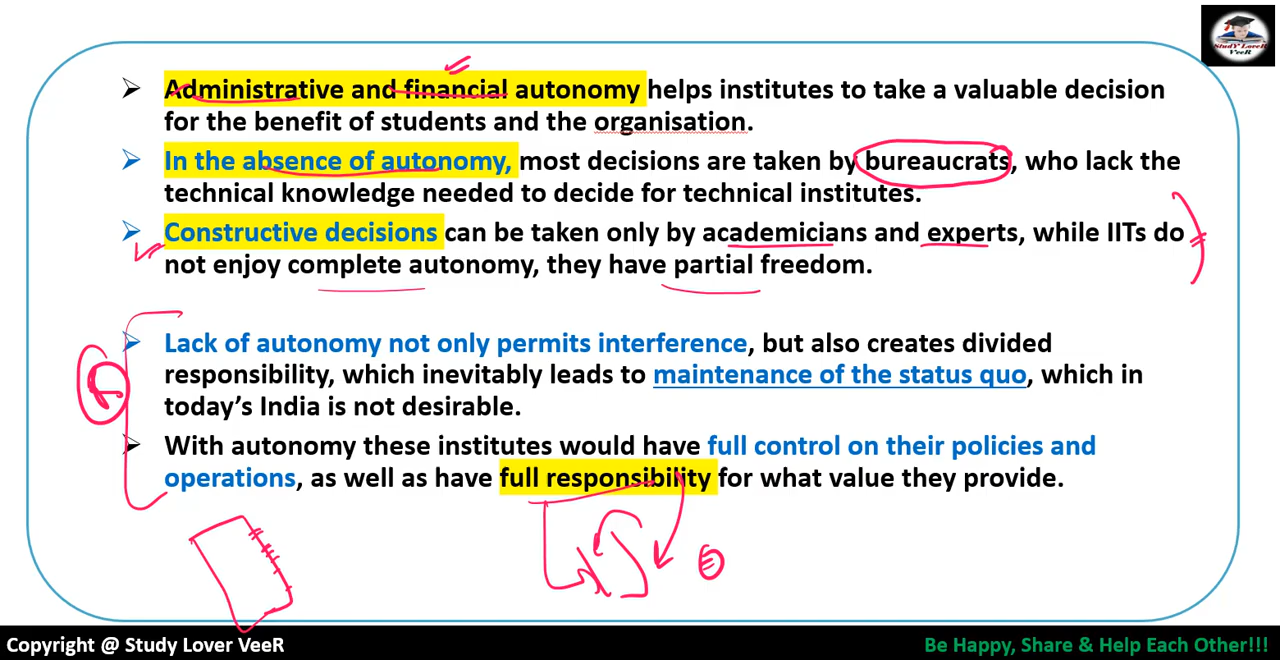 StudY LoveR
VeeR
➢ Administrative and financial autonomy helps institutes to take a valuable decision
for the benefit of students and the organisation.
➢ In the absence of autonomy, most decisions are taken by bureaucrats, who lack the
technical knowledge needed to decide for technical institutes.
➢ Constructive decisions can be taken only by academicians and experts, while IITs do
not enjoy complete autonomy, they have partial freedom.
➢ Lack of autonomy not only permits interference, but also creates divided
responsibility, which inevitably leads to maintenance of the status quo, which in
today's India is not desirable.
➢ With autonomy these institutes would have full control on their policies and
operations, as well as have full responsibility for what value they provide.
Copyright @ Study Lover VeeR
Be Happy, Share & Help Each Other!!!